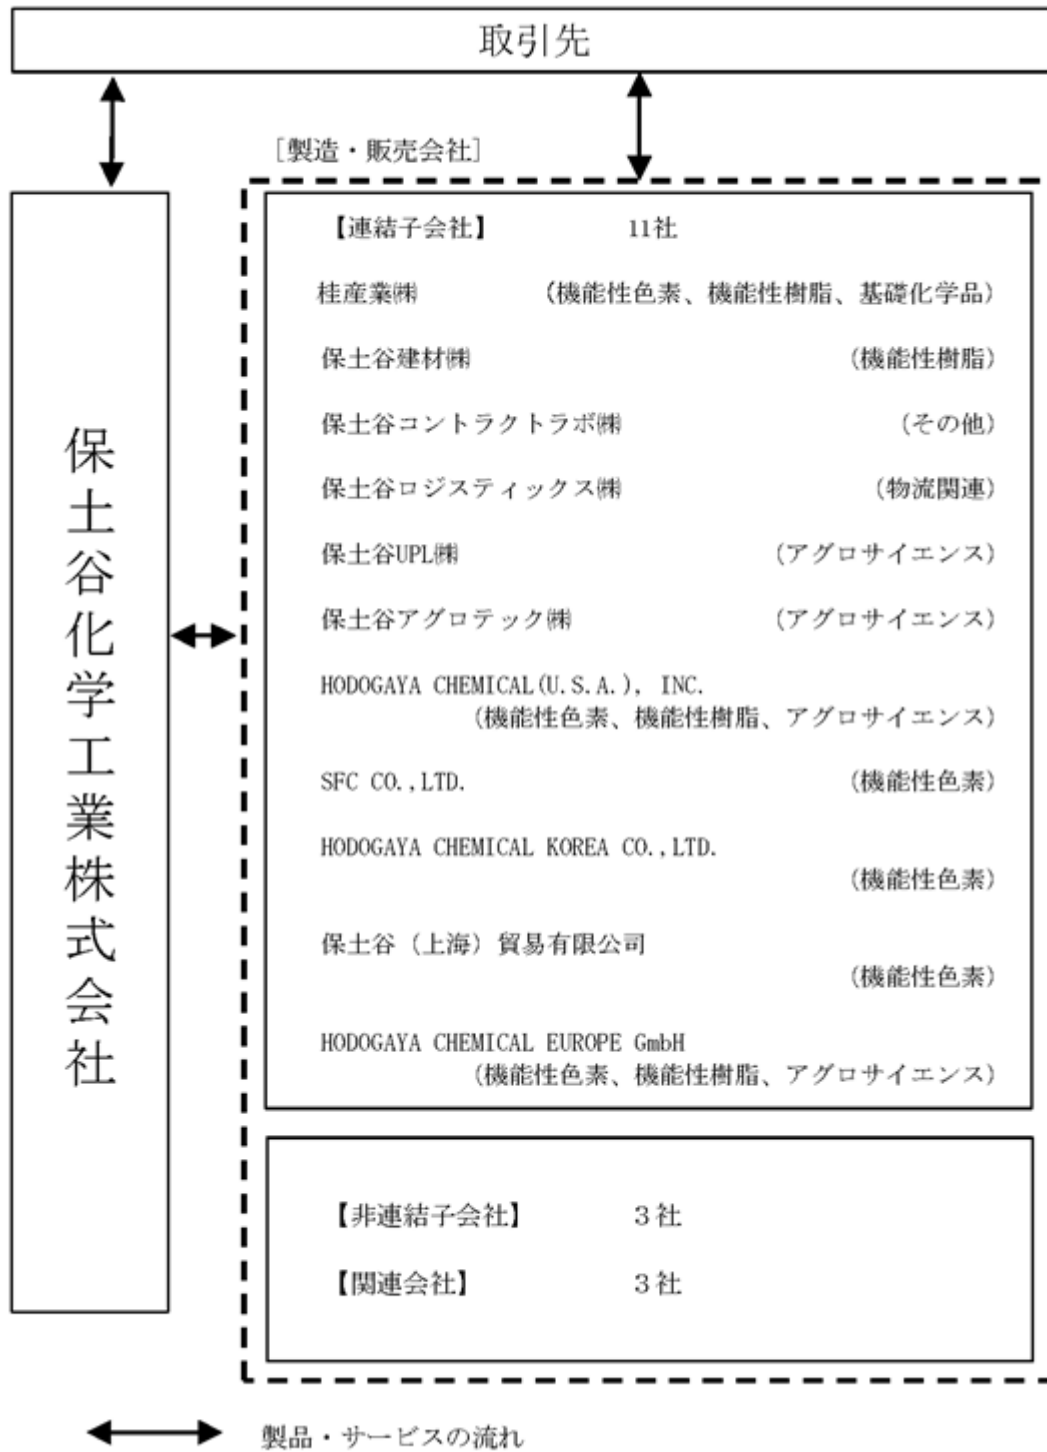 取引先
[製造・販売会社]
保土谷化学工業株式会社
【連結子会社】 11社
桂産業㈱ (機能性色素、機能性樹脂、基礎化学品)
保土谷建材㈱ (機能性樹脂)
保土谷コントラクトラボ㈱ (その他)
保土谷ロジスティックス㈱ (物流関連)
保土谷UPL㈱ (アグロサイエンス)
保土谷アグロテック㈱ (アグロサイエンス)
HODOGAYA CHEMICAL(U.S.A.), INC.
(機能性色素、機能性樹脂、アグロサイエンス)
SFC CO.,LTD. (機能性色素)
HODOGAYA CHEMICAL KOREA CO.,LTD.
(機能性色素)
保土谷（上海）貿易有限公司
(機能性色素)
HODOGAYA CHEMICAL EUROPE GmbH
(機能性色素、機能性樹脂、アグロサイエンス)
【非連結子会社】 ３社
【関連会社】 ３社
製品・サービスの流れ